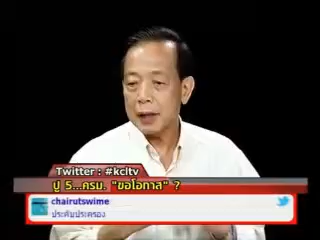 Twitter : #kcltv
ปู 5...ครม. "ขอโอกาส" ?
chairutswime
ประคับประครอง